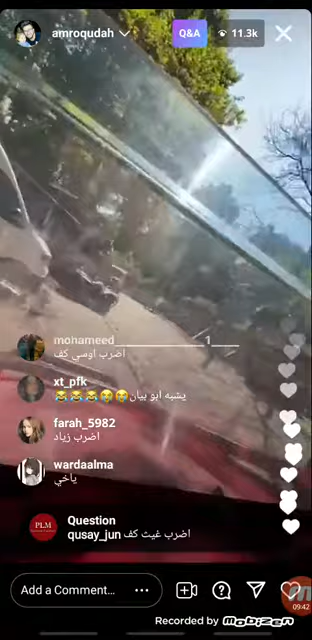 amroqudah
Q&A
11.3k
mohameed________________1____
اضرب اوسي كف
xt_pfk
يشبه ابو بيان😭😭😂😂😂
farah_5982
اضرب زياد
wardaalma
ياخي
PLM
Question
qusay_jun اضرب غيث كف
Add a Comment...
09:42
Recorded by mobizen